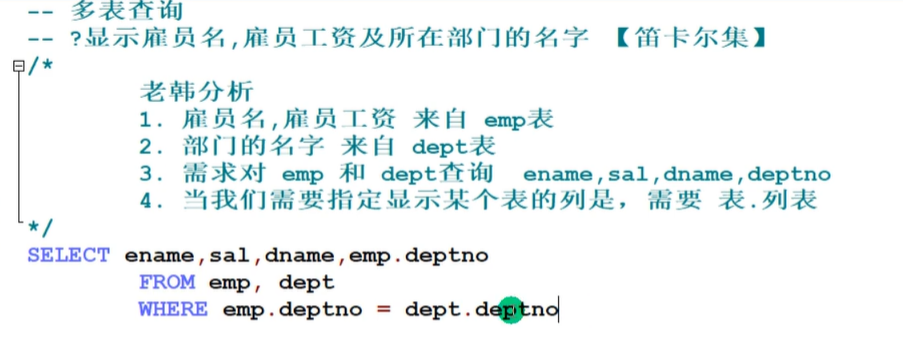 -- 多表查询
-- ?显示雇员名,雇员工资及所在部门的名字 【笛卡尔集】
/*
老韩分析
1. 雇员名,雇员工资 来自 emp表
2. 部门的名字 来自 dept表
3. 需求对 emp 和 dept查询 ename,sal,dname,deptno
4. 当我们需要指定显示某个表的列是，需要 表.列表
*/
SELECT ename,sal,dname,emp.deptno
FROM emp, dept
WHERE emp.deptno = dept.deptno